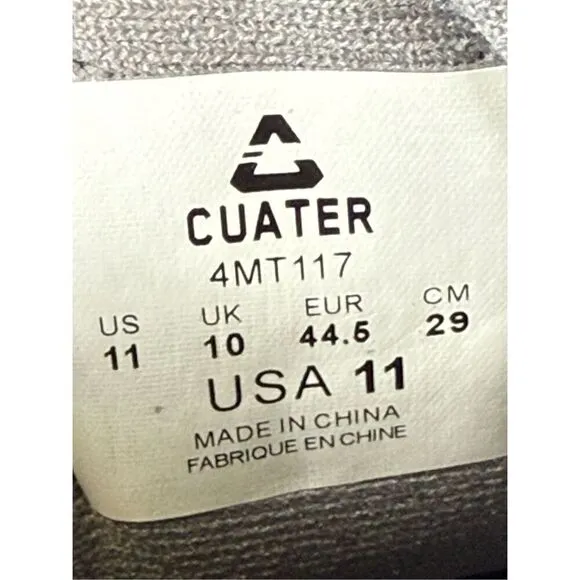 CUATER
4MT117
US UK EUR CM
11 10 44.5 29
USA 11
MADE IN CHINA
FABRIQUE EN CHINE